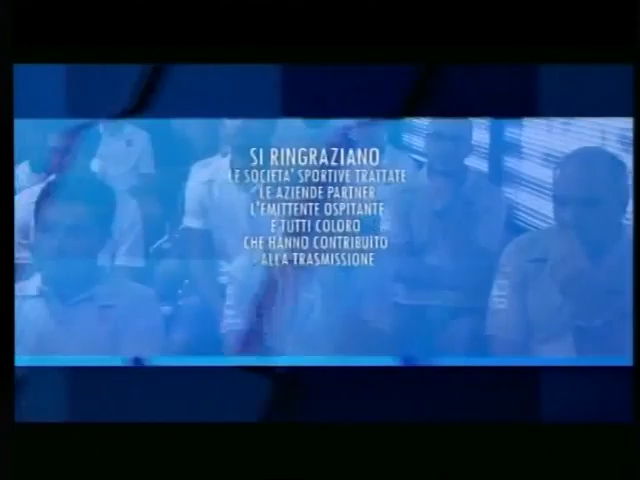 SI RINGRAZIANO
LE SOCIETA' SPORTIVE TRATTATE
LE AZIENDE PARTNER
L'EMITTENTE OSPITANTE
E TUTTI COLORO
CHE HANNO CONTRIBUITO
ALLA TRASMISSIONE